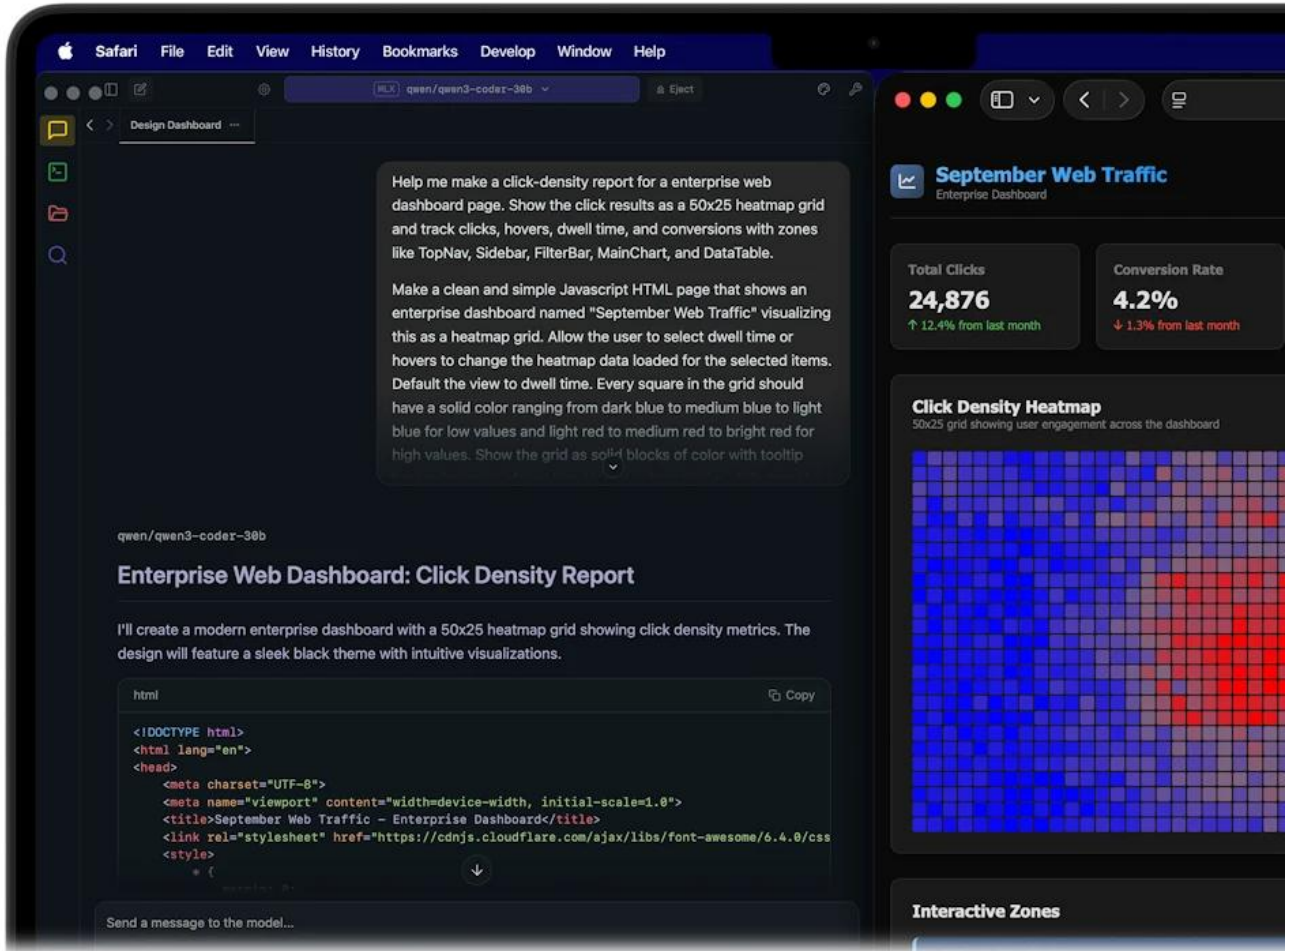 Safari File Edit View History Bookmarks Develop Window Help
MLX qwen/qwen3-coder-30b
Eject
Design Dashboard ···
Help me make a click-density report for a enterprise web
dashboard page. Show the click results as a 50x25 heatmap grid
and track clicks, hovers, dwell time, and conversions with zones
like TopNav, Sidebar, FilterBar, MainChart, and DataTable.
Make a clean and simple Javascript HTML page that shows an
enterprise dashboard named "September Web Traffic" visualizing
this as a heatmap grid. Allow the user to select dwell time or
hovers to change the heatmap data loaded for the selected items.
Default the view to dwell time. Every square in the grid should
have a solid color ranging from dark blue to medium blue to light
blue for low values and light red to medium red to bright red for
high values. Show the grid as solid blocks of color with tooltip
qwen/qwen3-coder-30b
Enterprise Web Dashboard: Click Density Report
I'll create a modern enterprise dashboard with a 50x25 heatmap grid showing click density metrics. The
design will feature a sleek black theme with intuitive visualizations.
html
Copy
<!DOCTYPE html>
<html lang="en">
<head>
<meta charset="UTF-8">
<meta name="viewport" content="width=device-width, initial-scale=1.0">
<title>September Web Traffic – Enterprise Dashboard</title>
<link rel="stylesheet" href="https://cdnjs.cloudflare.com/ajax/libs/font-awesome/6.4.0/css
<style>
* {
Send a message to the model...
September Web Traffic
Enterprise Dashboard
Total Clicks
24,876
↑ 12.4% from last month
Conversion Rate
4.2%
↓ 1.3% from last month
Click Density Heatmap
50x25 grid showing user engagement across the dashboard
Interactive Zones